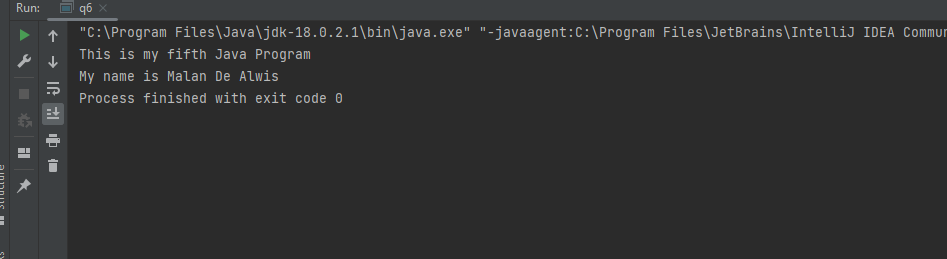 Run: q6
"C:\Program Files\Java\jdk-18.0.2.1\bin\java.exe" "-javaagent:C:\Program Files\JetBrains\IntelliJ IDEA Commun
This is my fifth Java Program
My name is Malan De Alwis
Process finished with exit code 0
Structure